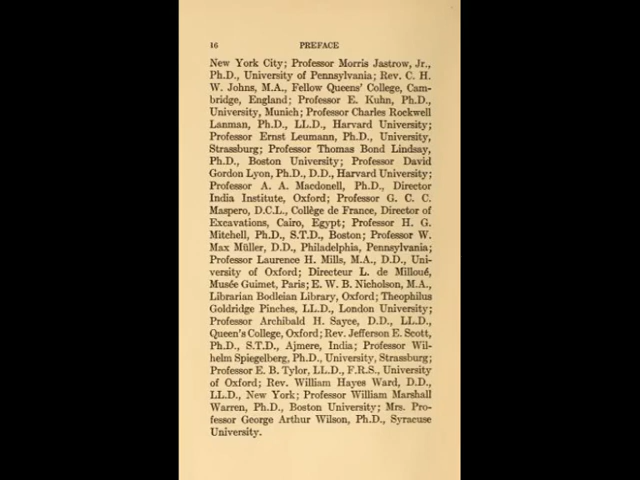 16 PREFACE
New York City; Professor Morris Jastrow, Jr.,
Ph.D., University of Pennsylvania; Rev. C. H.
W. Johns, M.A., Fellow Queens' College, Cam-
bridge, England; Professor E. Kuhn, Ph.D.,
University, Munich; Professor Charles Rockwell
Lanman, Ph.D., LL.D., Harvard University;
Professor Ernst Leumann, Ph.D., University,
Strassburg; Professor Thomas Bond Lindsay,
Ph.D., Boston University; Professor David
Gordon Lyon, Ph.D., D.D., Harvard University;
Professor A. A. Macdonell, Ph.D., Director
India Institute, Oxford; Professor G. C. C.
Maspero, D.C.L., Collège de France, Director of
Excavations, Cairo, Egypt; Professor H. G.
Mitchell, Ph.D., S.T.D., Boston; Professor W.
Max Müller, D.D., Philadelphia, Pennsylvania;
Professor Laurence H. Mills, M.A., D.D., Uni-
versity of Oxford; Directeur L. de Milloué,
Musée Guimet, Paris; E. W. B. Nicholson, M.A.,
Librarian Bodleian Library, Oxford; Theophilus
Goldridge Pinches, LL.D., London University;
Professor Archibald H. Sayce, D.D., LL.D.,
Queen's College, Oxford; Rev. Jefferson E. Scott,
Ph.D., S.T.D., Ajmere, India; Professor Wil-
helm Spiegelberg, Ph.D., University, Strassburg;
Professor E. B. Tylor, LL.D., F.R.S., University
of Oxford; Rev. William Hayes Ward, D.D.,
LL.D., New York; Professor William Marshall
Warren, Ph.D., Boston University; Mrs. Pro-
fessor George Arthur Wilson, Ph.D., Syracuse
University.